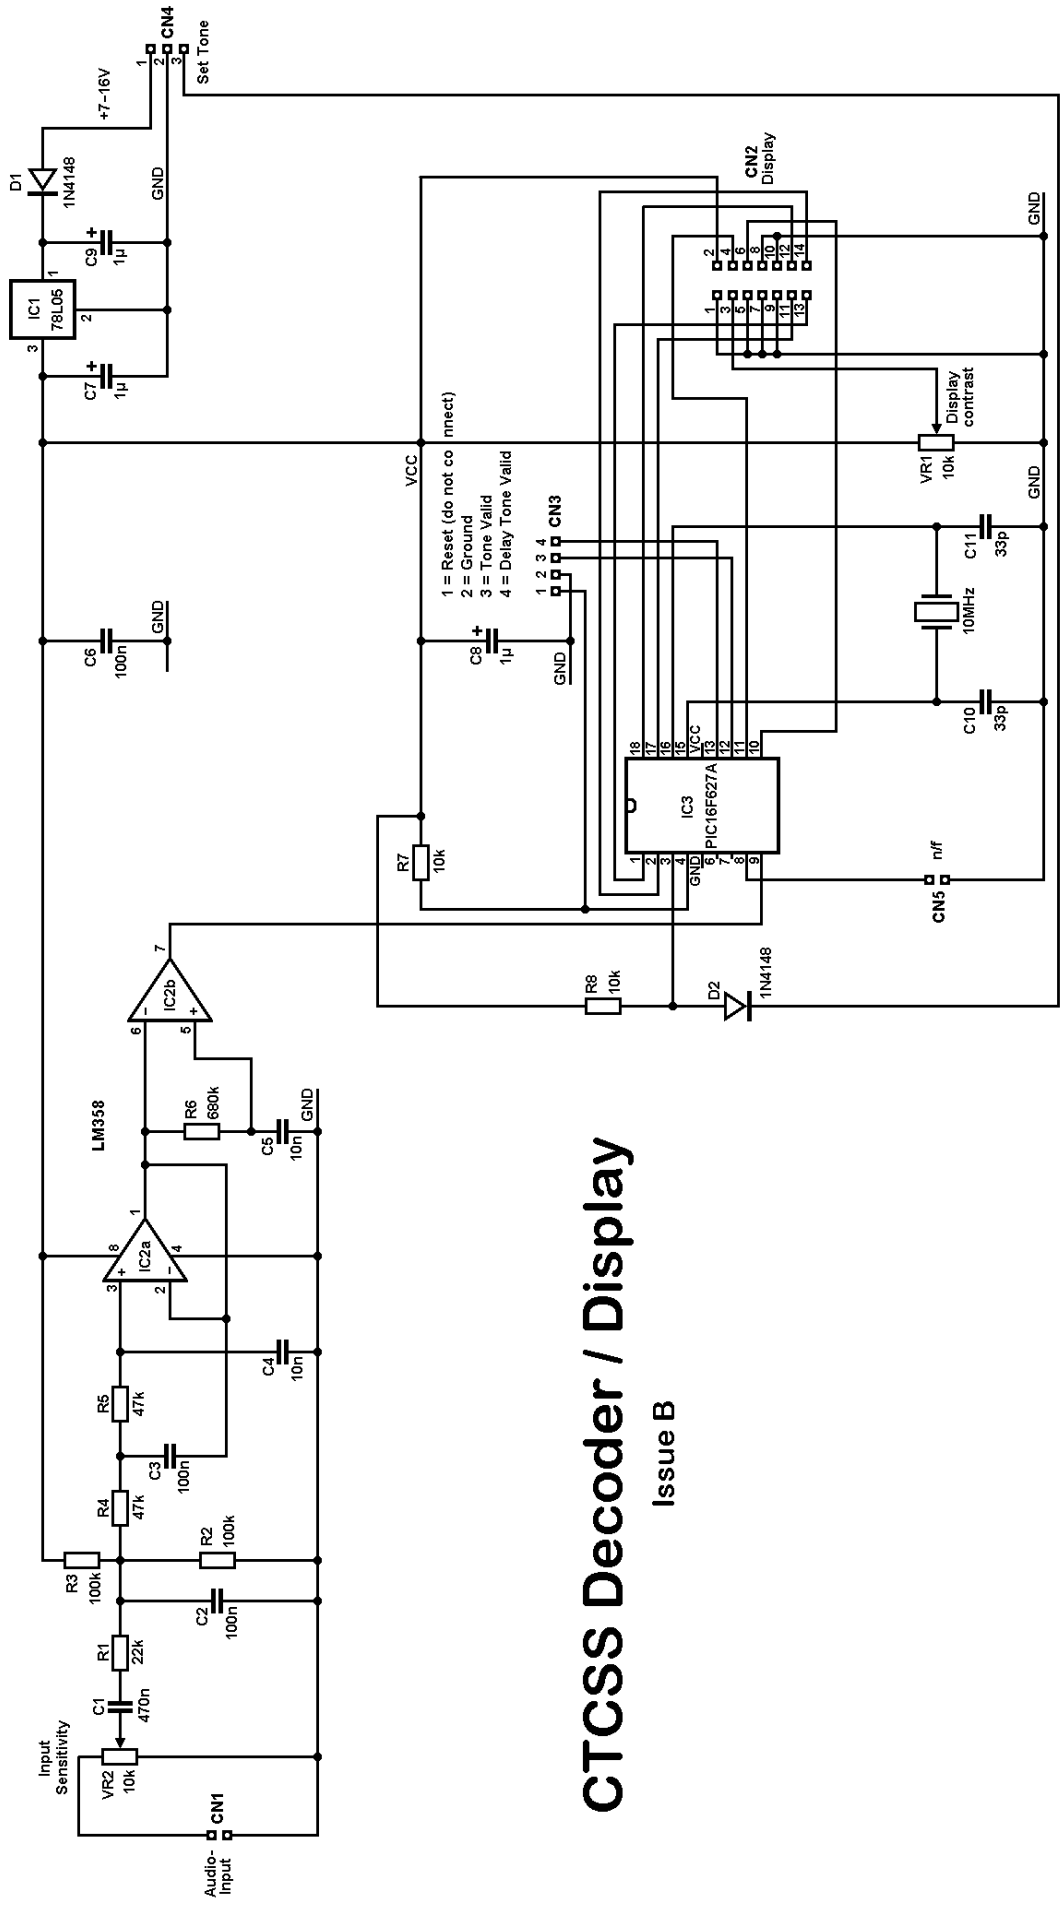 CTCSS Decoder / Display
Issue B
Audio-
Input
CN1
Input
Sensitivity
VR2
10k
C1
470n
R1
22k
C2
100n
R3
100k
R2
100k
R4
47k
C3
100n
R5
47k
C4
10n
3
2
8
4
1
+
−
IC2a
LM358
R6
680k
C5
10n
GND
6
5
7
−
+
IC2b
C6
100n
GND
C7
1µ
+
3
IC1
78L05
2
1
C9
1µ
+
D1
1N4148
GND
+7-16V
1
2
3
CN4
Set Tone
VCC
R7
10k
C8
1µ
+
GND
1 = Reset (do not co nnect)
2 = Ground
3 = Tone Valid
4 = Delay Tone Valid
1 2 3 4
CN3
R8
10k
D2
1N4148
IC3
PIC16F627A
1
2
3
4
GND
6
7
8
9
18
17
16
15
VCC
13
12
11
10
CN5
n/f
C10
33p
10MHz
C11
33p
GND
VR1
10k
Display
contrast
1
3
5
7
9
11
13
2
4
6
8
10
12
14
CN2
Display
GND